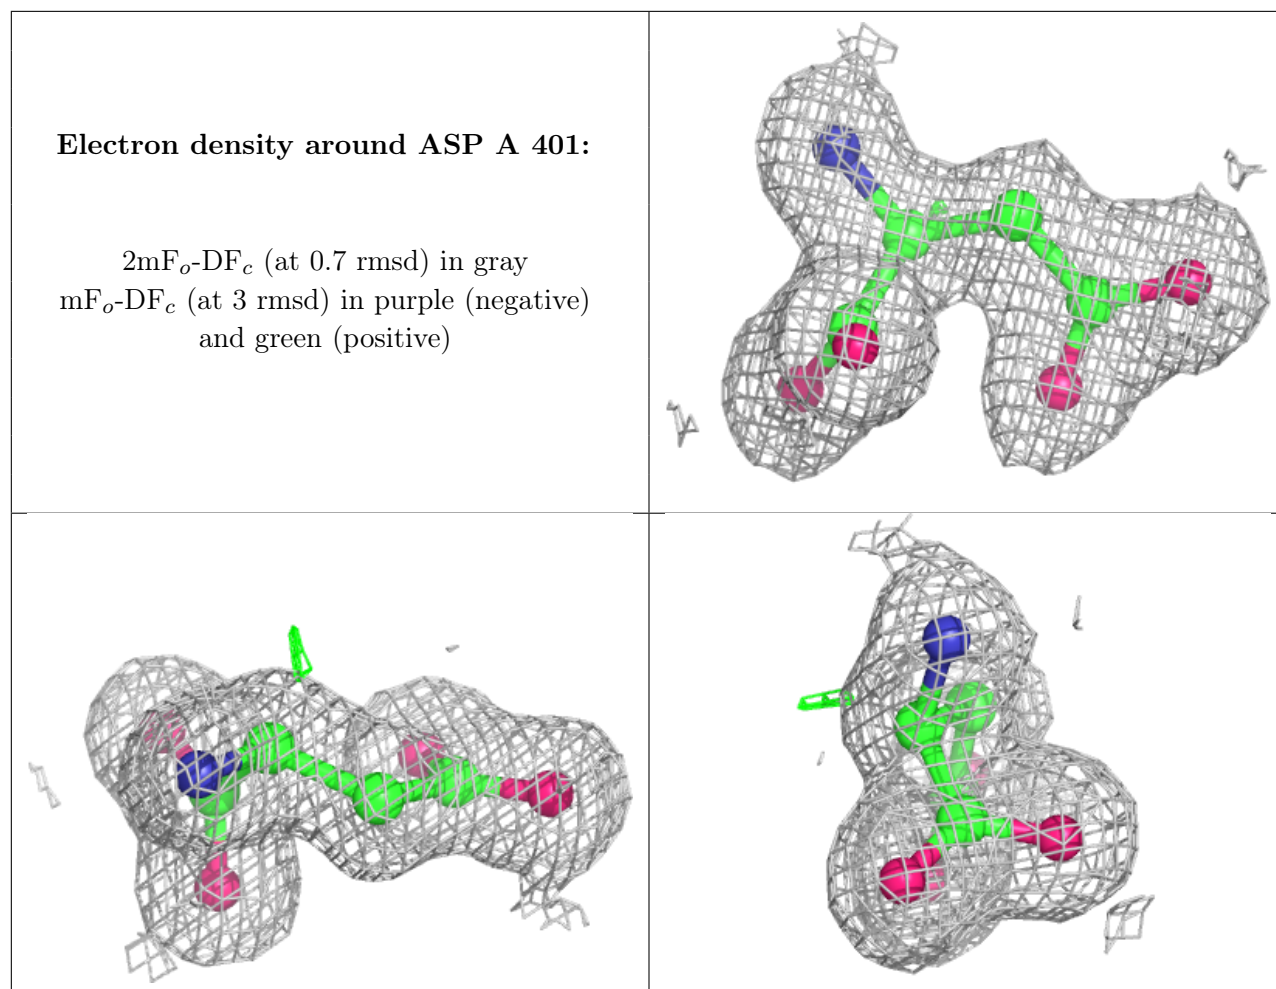 Electron density around ASP A 401:
2mFₒ-DF𝒸 (at 0.7 rmsd) in gray
mFₒ-DF𝒸 (at 3 rmsd) in purple (negative)
and green (positive)